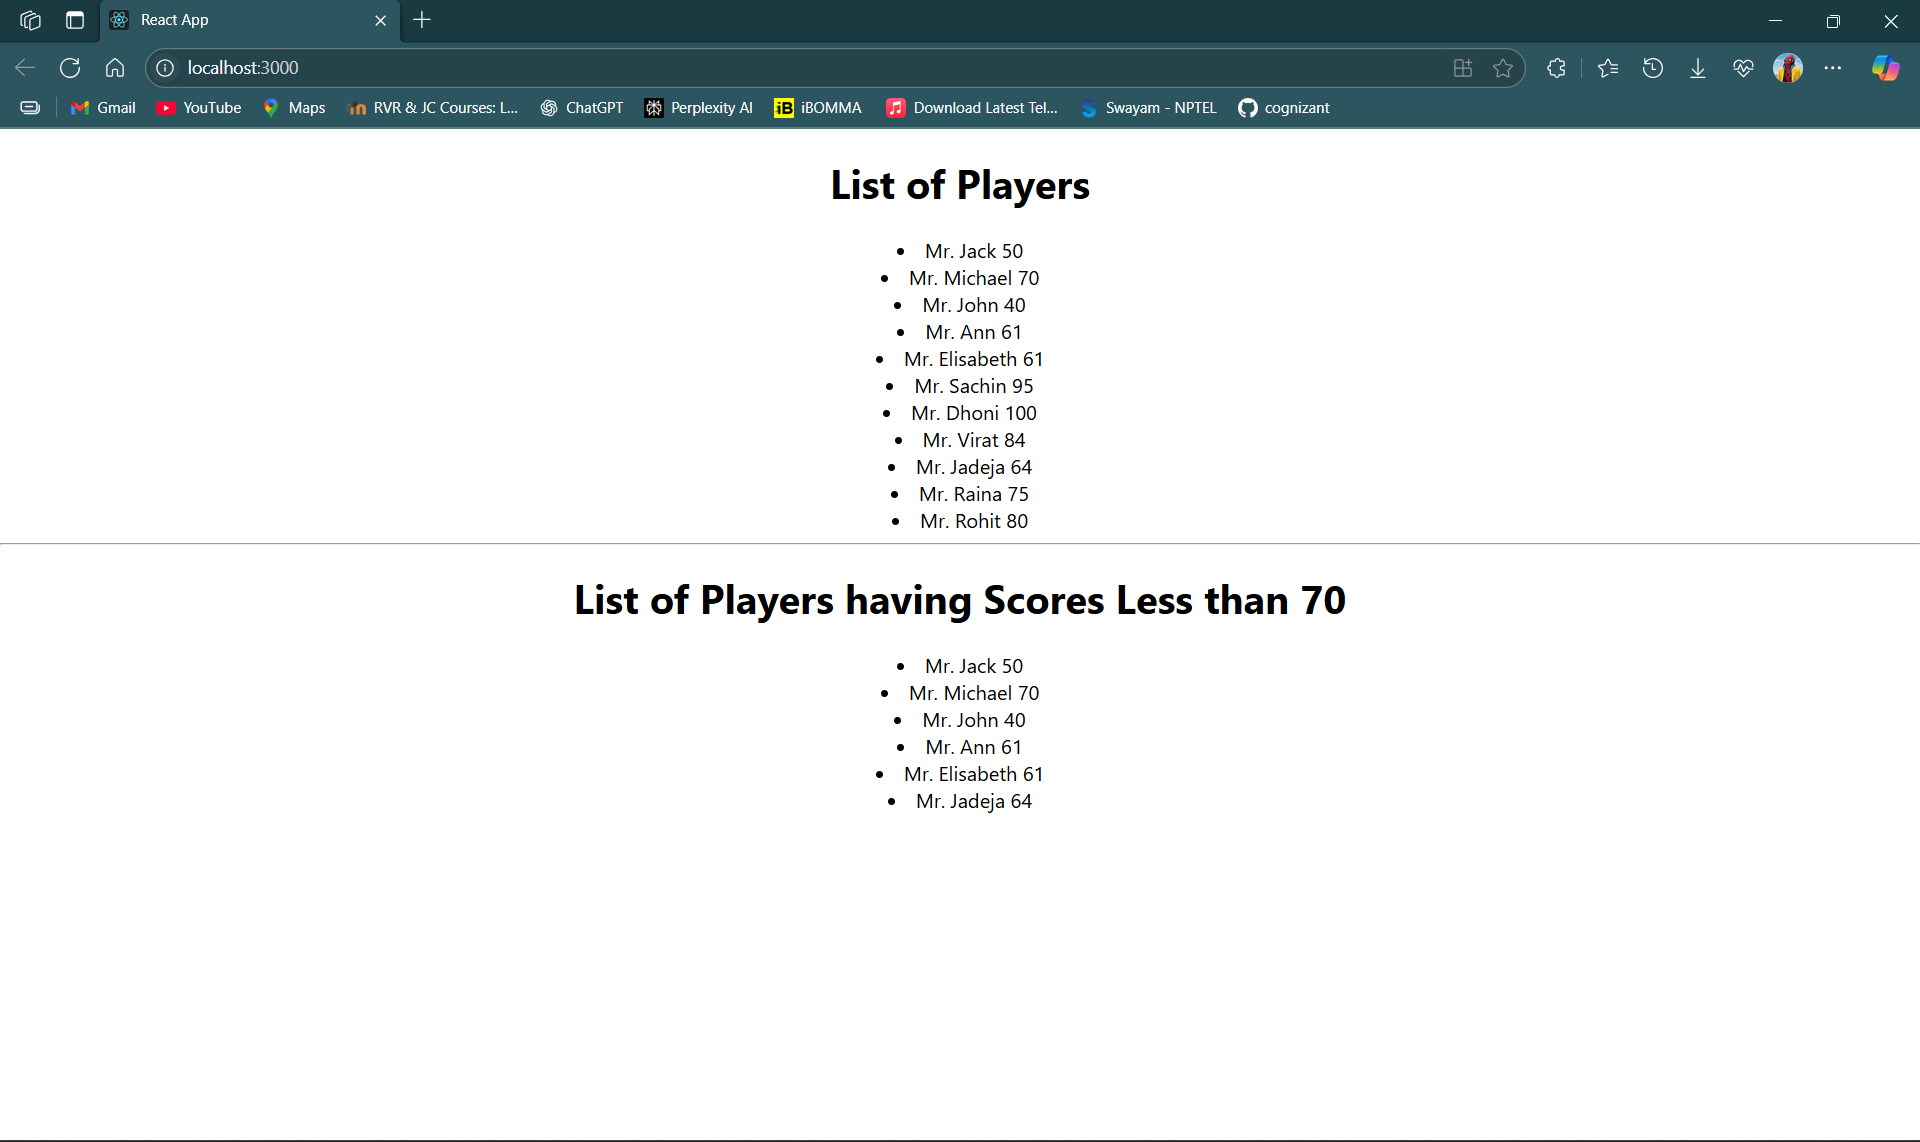 React App
localhost:3000
Gmail YouTube Maps RVR & JC Courses: L... ChatGPT Perplexity AI iB iBOMMA Download Latest Tel... Swayam - NPTEL cognizant
List of Players
• Mr. Jack 50
• Mr. Michael 70
• Mr. John 40
• Mr. Ann 61
• Mr. Elisabeth 61
• Mr. Sachin 95
• Mr. Dhoni 100
• Mr. Virat 84
• Mr. Jadeja 64
• Mr. Raina 75
• Mr. Rohit 80
List of Players having Scores Less than 70
• Mr. Jack 50
• Mr. Michael 70
• Mr. John 40
• Mr. Ann 61
• Mr. Elisabeth 61
• Mr. Jadeja 64